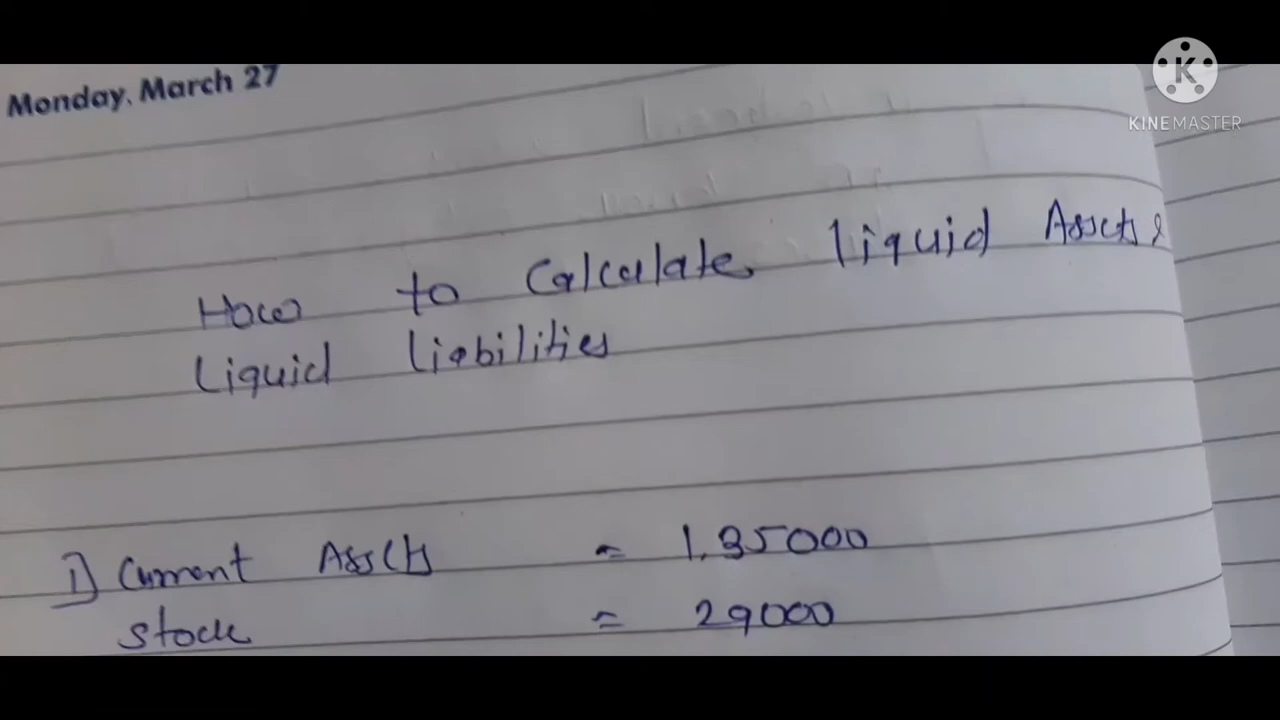 Monday, March 27
KINEMASTER
How to Calculate liquid Assets &
Liquid Liabilities
1) Current Assets = 1,35000
Stock = 29000